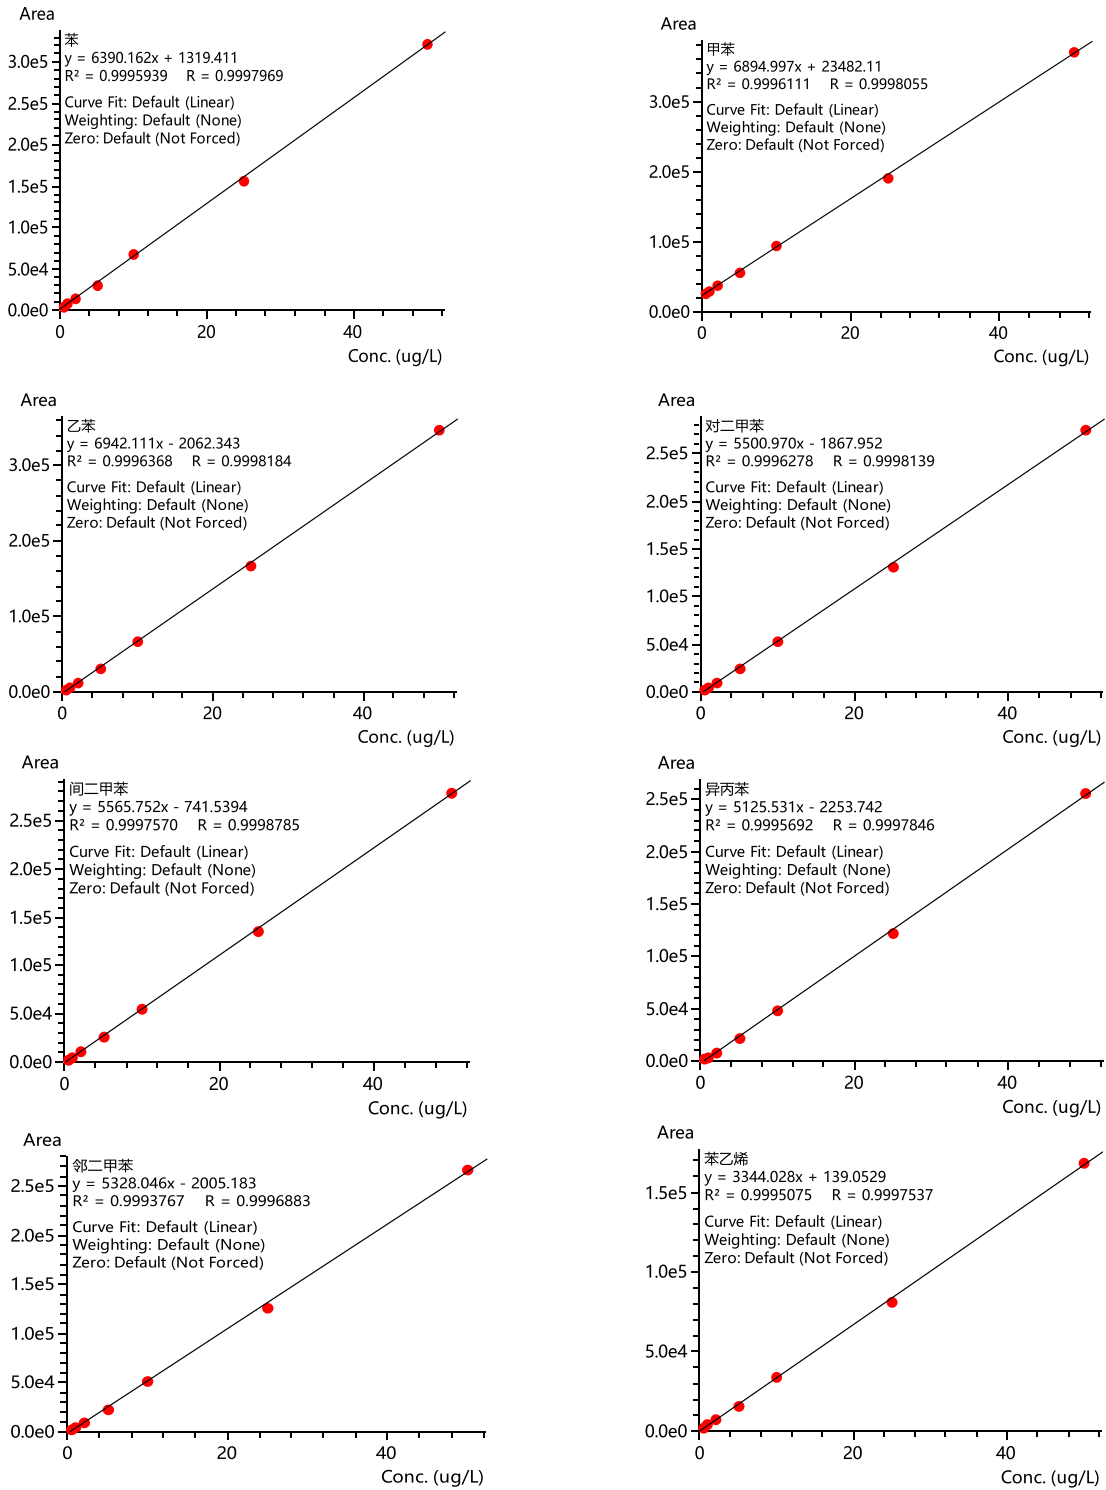 Area
苯
y = 6390.162x + 1319.411
R² = 0.9995939 R = 0.9997969
Curve Fit: Default (Linear)
Weighting: Default (None)
Zero: Default (Not Forced)
3.0e5
2.5e5
2.0e5
1.5e5
1.0e5
5.0e4
0.0e0
0 20 40
Conc. (ug/L)
Area
甲苯
y = 6894.997x + 23482.11
R² = 0.9996111 R = 0.9998055
Curve Fit: Default (Linear)
Weighting: Default (None)
Zero: Default (Not Forced)
3.0e5
2.0e5
1.0e5
0.0e0
0 20 40
Conc. (ug/L)
Area
乙苯
y = 6942.111x - 2062.343
R² = 0.9996368 R = 0.9998184
Curve Fit: Default (Linear)
Weighting: Default (None)
Zero: Default (Not Forced)
3.0e5
2.0e5
1.0e5
0.0e0
0 20 40
Conc. (ug/L)
Area
对二甲苯
y = 5500.970x - 1867.952
R² = 0.9996278 R = 0.9998139
Curve Fit: Default (Linear)
Weighting: Default (None)
Zero: Default (Not Forced)
2.5e5
2.0e5
1.5e5
1.0e5
5.0e4
0.0e0
0 20 40
Conc. (ug/L)
Area
间二甲苯
y = 5565.752x - 741.5394
R² = 0.9997570 R = 0.9998785
Curve Fit: Default (Linear)
Weighting: Default (None)
Zero: Default (Not Forced)
2.5e5
2.0e5
1.5e5
1.0e5
5.0e4
0.0e0
0 20 40
Conc. (ug/L)
Area
异丙苯
y = 5125.531x - 2253.742
R² = 0.9995692 R = 0.9997846
Curve Fit: Default (Linear)
Weighting: Default (None)
Zero: Default (Not Forced)
2.5e5
2.0e5
1.5e5
1.0e5
5.0e4
0.0e0
0 20 40
Conc. (ug/L)
Area
邻二甲苯
y = 5328.046x - 2005.183
R² = 0.9993767 R = 0.9996883
Curve Fit: Default (Linear)
Weighting: Default (None)
Zero: Default (Not Forced)
2.5e5
2.0e5
1.5e5
1.0e5
5.0e4
0.0e0
0 20 40
Conc. (ug/L)
Area
苯乙烯
y = 3344.028x + 139.0529
R² = 0.9995075 R = 0.9997537
Curve Fit: Default (Linear)
Weighting: Default (None)
Zero: Default (Not Forced)
1.5e5
1.0e5
5.0e4
0.0e0
0 20 40
Conc. (ug/L)